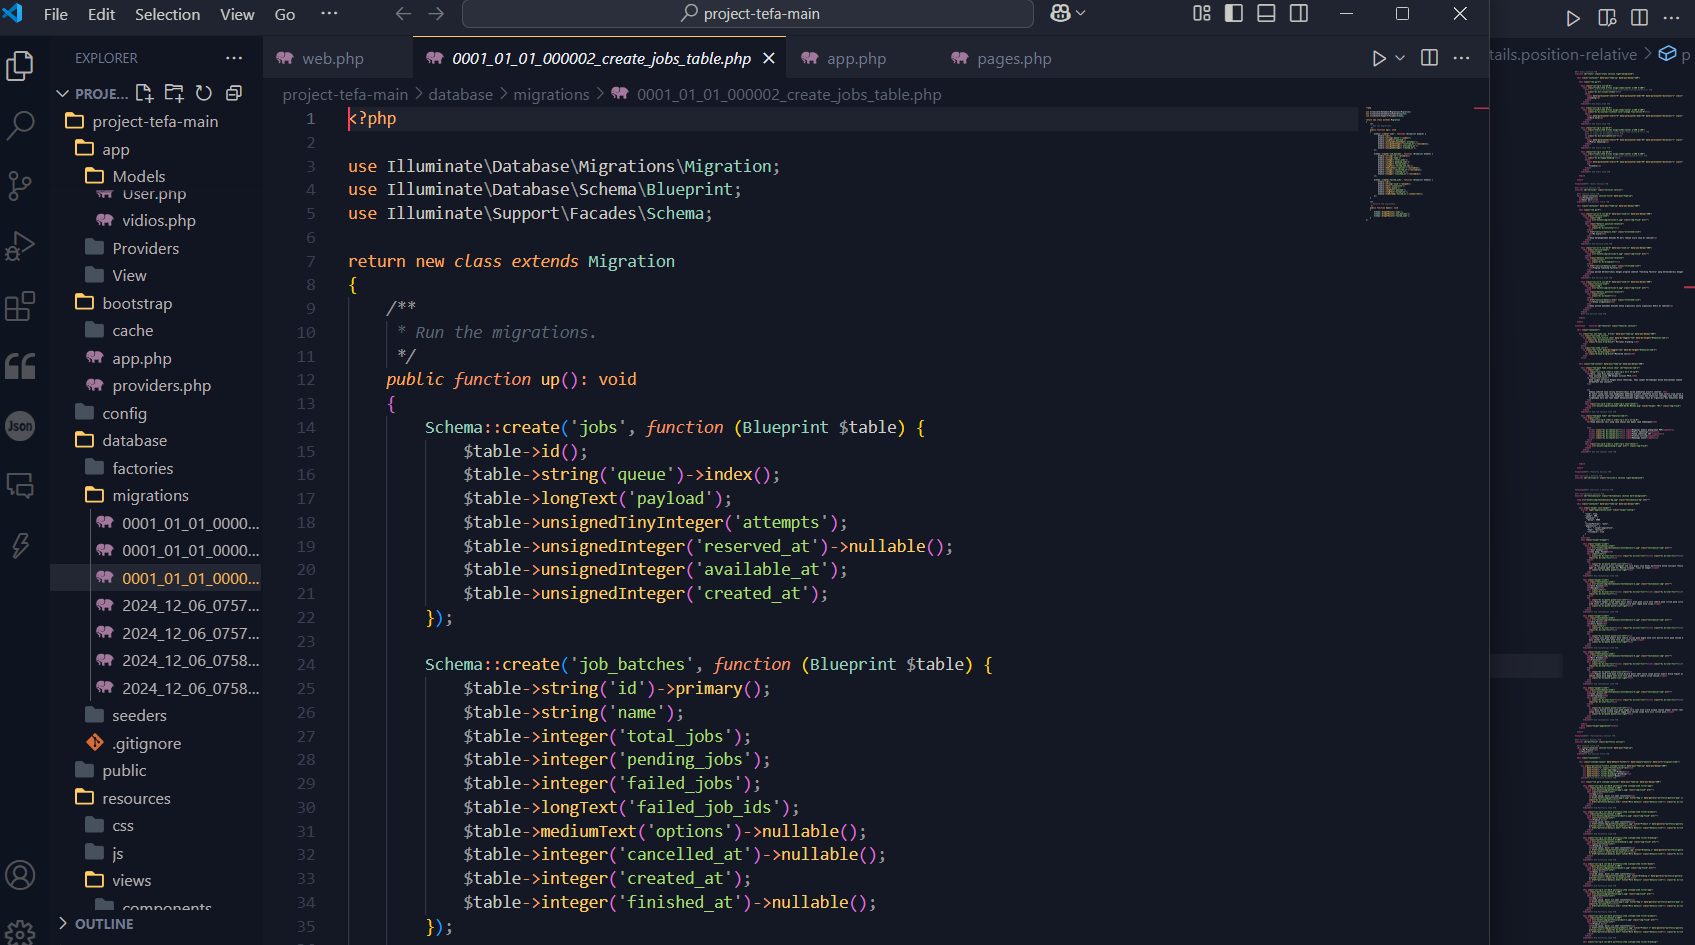 File Edit Selection View Go ··· project-tefa-main
EXPLORER ···
PROJE...
project-tefa-main
app
Models
User.php
vidios.php
Providers
View
bootstrap
cache
app.php
providers.php
config
database
factories
migrations
0001_01_01_0000...
0001_01_01_0000...
0001_01_01_0000...
2024_12_06_0757...
2024_12_06_0757...
2024_12_06_0758...
2024_12_06_0758...
seeders
.gitignore
public
resources
css
js
views
components
OUTLINE
Json
web.php 0001_01_01_000002_create_jobs_table.php app.php pages.php
project-tefa-main > database > migrations > 0001_01_01_000002_create_jobs_table.php
1 <?php
2
3 use Illuminate\Database\Migrations\Migration;
4 use Illuminate\Database\Schema\Blueprint;
5 use Illuminate\Support\Facades\Schema;
6
7 return new class extends Migration
8 {
9 /**
10 * Run the migrations.
11 */
12 public function up(): void
13 {
14 Schema::create('jobs', function (Blueprint $table) {
15 $table->id();
16 $table->string('queue')->index();
17 $table->longText('payload');
18 $table->unsignedTinyInteger('attempts');
19 $table->unsignedInteger('reserved_at')->nullable();
20 $table->unsignedInteger('available_at');
21 $table->unsignedInteger('created_at');
22 });
23
24 Schema::create('job_batches', function (Blueprint $table) {
25 $table->string('id')->primary();
26 $table->string('name');
27 $table->integer('total_jobs');
28 $table->integer('pending_jobs');
29 $table->integer('failed_jobs');
30 $table->longText('failed_job_ids');
31 $table->mediumText('options')->nullable();
32 $table->integer('cancelled_at')->nullable();
33 $table->integer('created_at');
34 $table->integer('finished_at')->nullable();
35 });
tails.position-relative > p